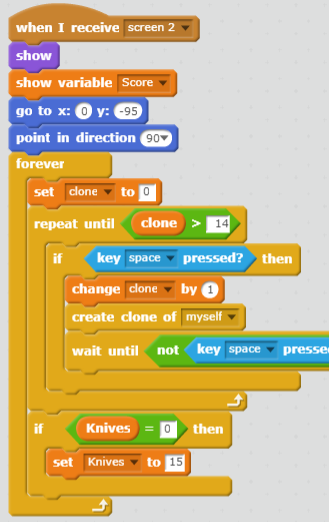 when I receive screen 2
show
show variable Score
go to x: 0 y: -95
point in direction 90
forever
set clone to 0
repeat until clone > 14
if key space pressed? then
change clone by 1
create clone of myself
wait until not key space presse
if Knives = 0 then
set Knives to 15